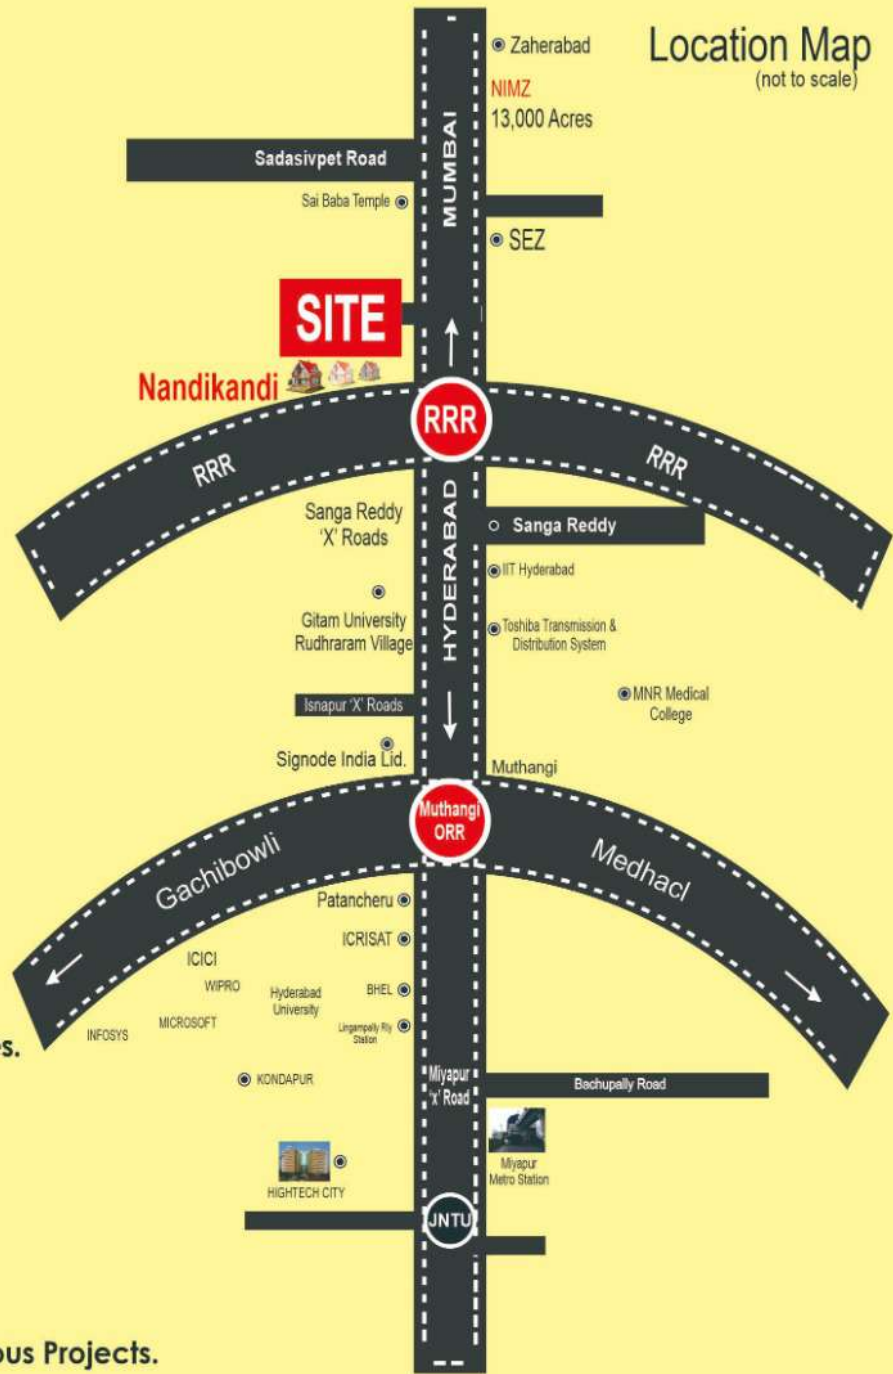 Location Map
(not to scale)
Zaherabad
NIMZ
13,000 Acres
MUMBAI
Sadasivpet Road
Sai Baba Temple
SEZ
SITE
Nandikandi
RRR
RRR
RRR
HYDERABAD
Sanga Reddy
'X' Roads
Sanga Reddy
IIT Hyderabad
Gitam University
Rudhraram Village
Toshiba Transmission &
Distribution System
MNR Medical
College
Isnapur 'X' Roads
Signode India Lid.
Muthangi
Muthangi
ORR
Gachibowli
Medhacl
Patancheru
ICRISAT
ICICI
WIPRO
Hyderabad
University
BHEL
MICROSOFT
INFOSYS
Lingampally Rly
Station
KONDAPUR
Miyapur
'x' Road
Bachupally Road
Miyapur
Metro Station
HIGHTECH CITY
JNTU
Projects.